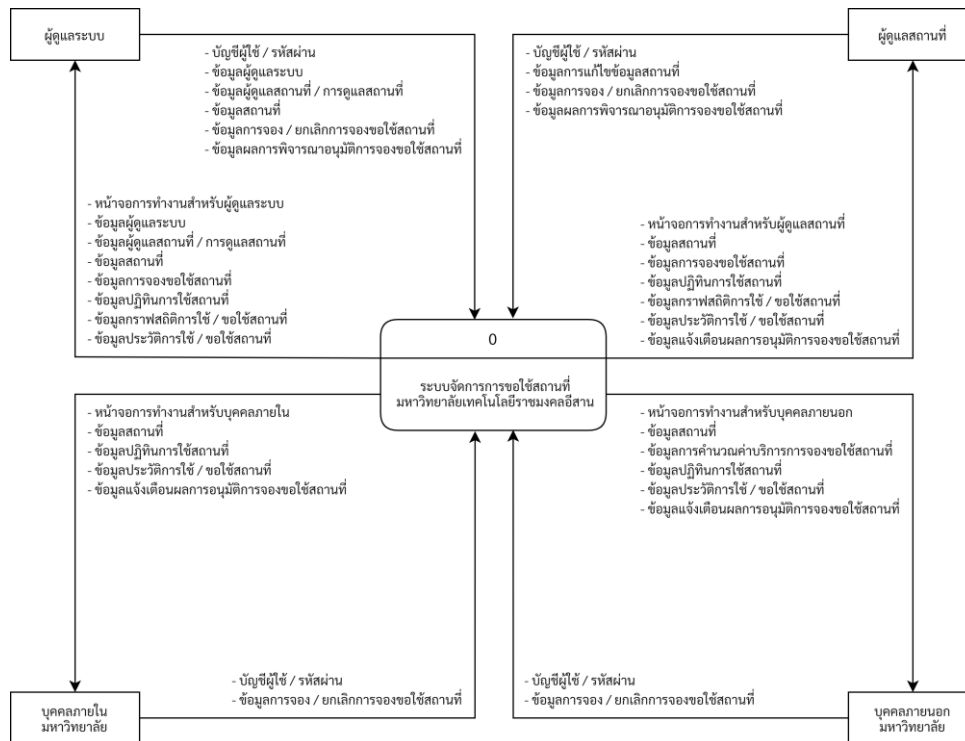 ผู้ดูแลระบบ
- บัญชีผู้ใช้ / รหัสผ่าน
- ข้อมูลผู้ดูแลระบบ
- ข้อมูลผู้ดูแลสถานที่ / การดูแลสถานที่
- ข้อมูลสถานที่
- ข้อมูลการจอง / ยกเลิกการจองขอใช้สถานที่
- ข้อมูลผลการพิจารณาอนุมัติการจองขอใช้สถานที่
ผู้ดูแลสถานที่
- บัญชีผู้ใช้ / รหัสผ่าน
- ข้อมูลการแก้ไขข้อมูลสถานที่
- ข้อมูลการจอง / ยกเลิกการจองขอใช้สถานที่
- ข้อมูลผลการพิจารณาอนุมัติการจองขอใช้สถานที่
- หน้าจอการทำงานสำหรับผู้ดูแลระบบ
- ข้อมูลผู้ดูแลระบบ
- ข้อมูลผู้ดูแลสถานที่ / การดูแลสถานที่
- ข้อมูลสถานที่
- ข้อมูลการจองขอใช้สถานที่
- ข้อมูลปฏิทินการใช้สถานที่
- ข้อมูลกราฟสถิติการใช้ / ขอใช้สถานที่
- ข้อมูลประวัติการใช้ / ขอใช้สถานที่
- หน้าจอการทำงานสำหรับผู้ดูแลสถานที่
- ข้อมูลสถานที่
- ข้อมูลการจองขอใช้สถานที่
- ข้อมูลปฏิทินการใช้สถานที่
- ข้อมูลกราฟสถิติการใช้ / ขอใช้สถานที่
- ข้อมูลประวัติการใช้ / ขอใช้สถานที่
- ข้อมูลแจ้งเตือนผลการอนุมัติการจองขอใช้สถานที่
0
ระบบจัดการการขอใช้สถานที่
มหาวิทยาลัยเทคโนโลยีราชมงคลอีสาน
- หน้าจอการทำงานสำหรับบุคคลภายใน
- ข้อมูลสถานที่
- ข้อมูลปฏิทินการใช้สถานที่
- ข้อมูลประวัติการใช้ / ขอใช้สถานที่
- ข้อมูลแจ้งเตือนผลการอนุมัติการจองขอใช้สถานที่
- หน้าจอการทำงานสำหรับบุคคลภายนอก
- ข้อมูลสถานที่
- ข้อมูลการคำนวณค่าบริการการจองขอใช้สถานที่
- ข้อมูลปฏิทินการใช้สถานที่
- ข้อมูลประวัติการใช้ / ขอใช้สถานที่
- ข้อมูลแจ้งเตือนผลการอนุมัติการจองขอใช้สถานที่
- บัญชีผู้ใช้ / รหัสผ่าน
- ข้อมูลการจอง / ยกเลิกการจองขอใช้สถานที่
บุคคลภายใน
มหาวิทยาลัย
- บัญชีผู้ใช้ / รหัสผ่าน
- ข้อมูลการจอง / ยกเลิกการจองขอใช้สถานที่
บุคคลภายนอก
มหาวิทยาลัย